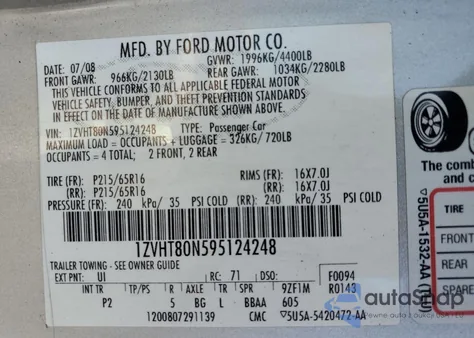 MFD. BY FORD MOTOR CO.
DATE: 07/08 GVWR: 1996KG/4400LB
FRONT GAWR: 966KG/2130LB REAR GAWR: 1034KG/2280LB
THIS VEHICLE CONFORMS TO ALL APPLICABLE FEDERAL MOTOR
VEHICLE SAFETY, BUMPER, AND THEFT PREVENTION STANDARDS
IN EFFECT ON THE DATE OF MANUFACTURE SHOWN ABOVE.
VIN: 1ZVHT80N595124248 TYPE: Passenger Car
MAXIMUM LOAD = OCCUPANTS + LUGGAGE = 326KG/720LB
OCCUPANTS = 4 TOTAL; 2 FRONT, 2 REAR
TIRE (FR): P215/65R16 RIMS (FR): 16X7.0J
(RR): P215/65R16 (RR): 16X7.0J
PRESSURE (FR): 240 kPa/ 35 PSI COLD (RR): 240 kPa/ 35 PSI COLD
1ZVHT80N595124248
TRAILER TOWING - SEE OWNER GUIDE
EXT PNT: UI RC: 71 DSO: F0094
INT TR TP/PS R AXLE TR SPR 9ZF1M R0143
P2 5 BG L BBAA 605
1200807291139 CMC ▽5U5A-5420472-AA
The comb
▽5U5A-1532-AA
TIRE
FRONT
REAR
SPARE
autoSnap